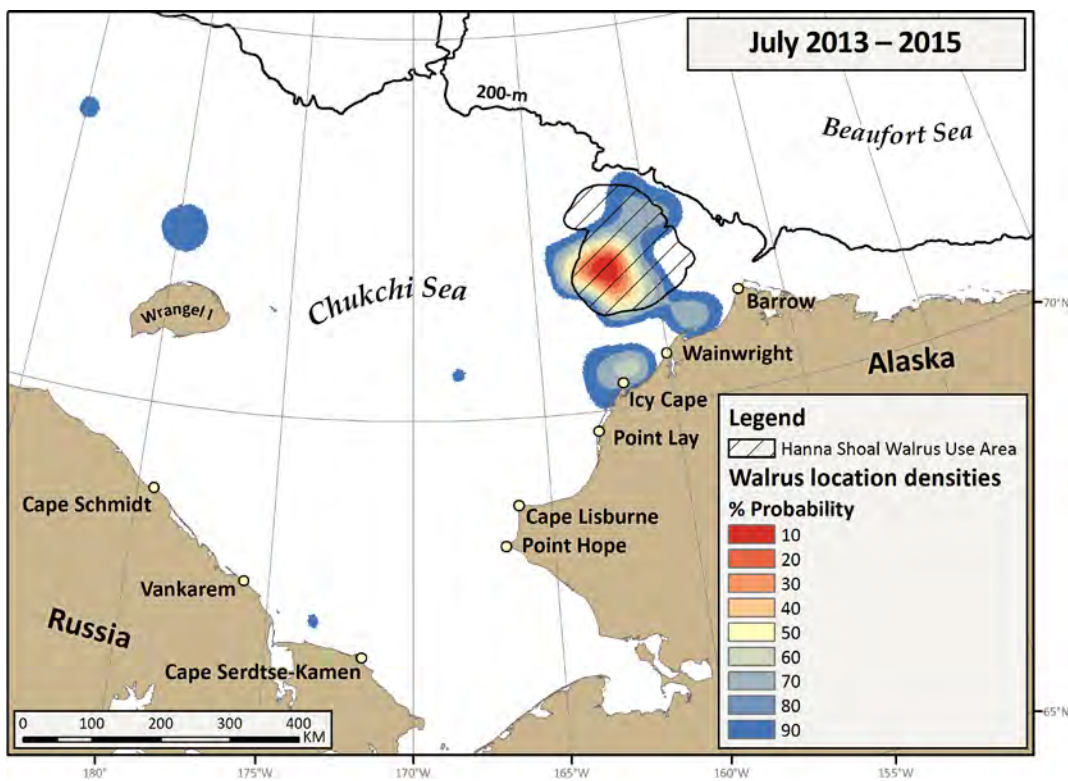 July 2013 – 2015
200-m
Beaufort Sea
Chukchi Sea
Wrangel I
Barrow
70°N
Wainwright
Alaska
Icy Cape
Point Lay
Cape Schmidt
Cape Lisburne
Point Hope
Vankarem
Russia
Cape Serdtse-Kamen
Legend
Hanna Shoal Walrus Use Area
Walrus location densities
% Probability
10
20
30
40
50
60
70
80
90
0 100 200 300 400
KM
65°N
180° 175°W 170°W 165°W 160°W 155°W